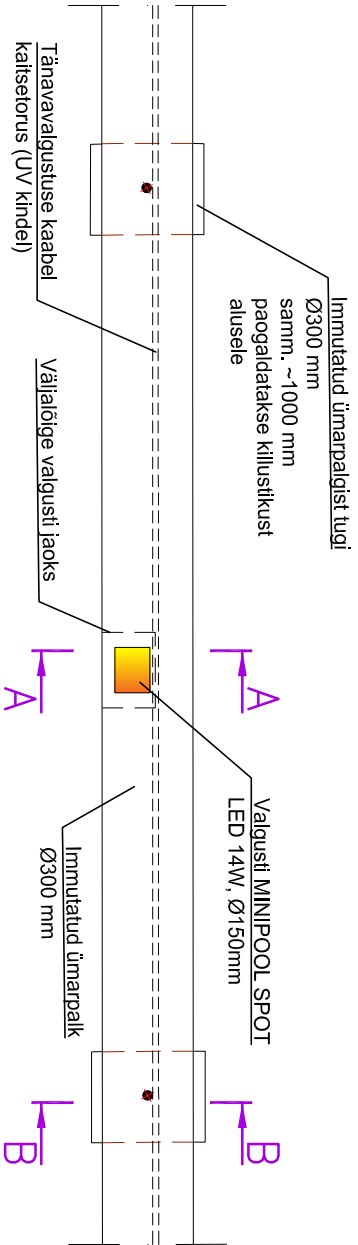 Immutatud ümarpalgist tugi
Ø300 mm
samm. ~1000 mm
paogaldatakse killustikust
alusele
Valgusti MINIPOOL SPOT
LED 14W, Ø150mm
A
A
B
B
Tänavavalgustuse kaabel
kaitsetorus (UV kindel)
Väljalõige valgusti jaoks
Immutatud ümarpalk
Ø300 mm